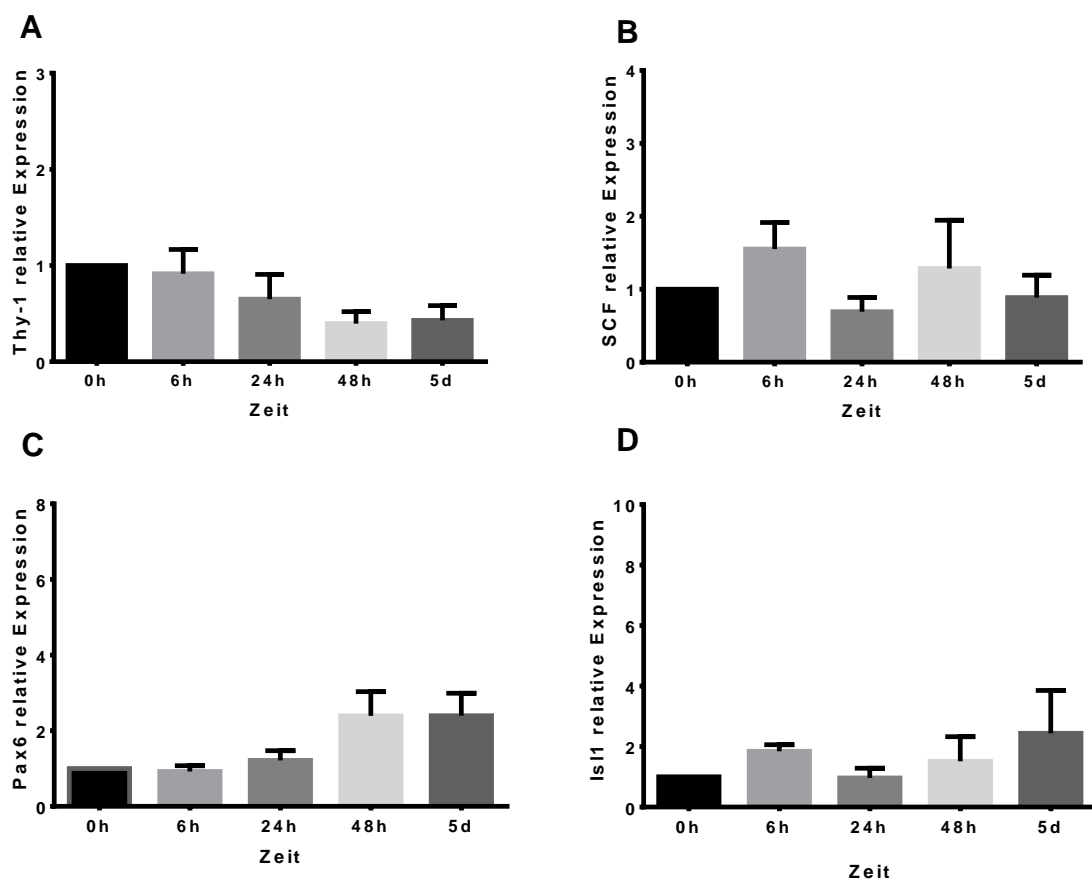 A
Thy-1 relative Expression
3
2
1
0
0h 6h 24h 48h 5d
Zeit
B
SCF relative Expression
4
3
2
1
0
0h 6h 24h 48h 5d
Zeit
C
Pax6 relative Expression
8
6
4
2
0
0h 6h 24h 48h 5d
Zeit
D
Isl1 relative Expression
10
8
6
4
2
0
0h 6h 24h 48h 5d
Zeit